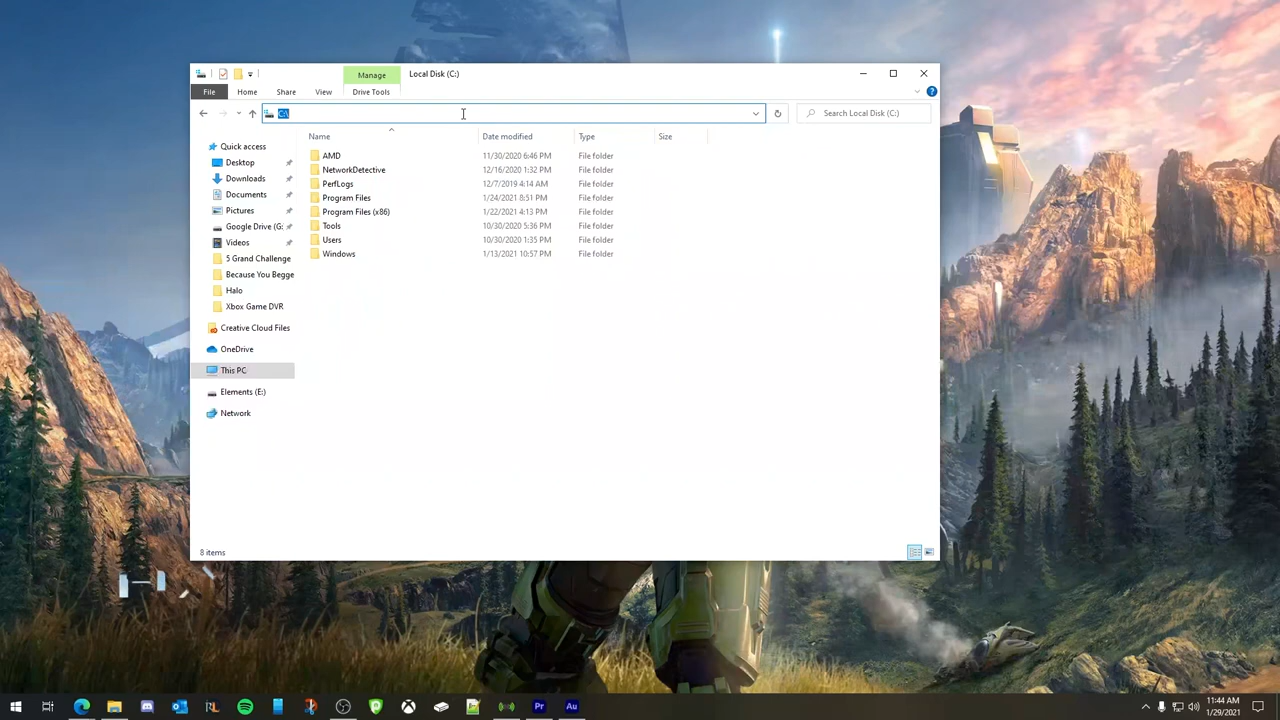 Manage
Local Disk (C:)
File
Home
Share
View
Drive Tools
C:\
Search Local Disk (C:)
Name
Date modified
Type
Size
Quick access
Desktop
Downloads
Documents
Pictures
Google Drive (G:
Videos
5 Grand Challenge
Because You Begge
Halo
Xbox Game DVR
Creative Cloud Files
OneDrive
This PC
Elements (E:)
Network
AMD 11/30/2020 6:46 PM File folder
NetworkDetective 12/16/2020 1:32 PM File folder
PerfLogs 12/7/2019 4:14 AM File folder
Program Files 1/24/2021 8:51 PM File folder
Program Files (x86) 1/22/2021 4:13 PM File folder
Tools 10/30/2020 5:36 PM File folder
Users 10/30/2020 1:35 PM File folder
Windows 1/13/2021 10:57 PM File folder
8 items
Pr
Au
11:44 AM
1/29/2021